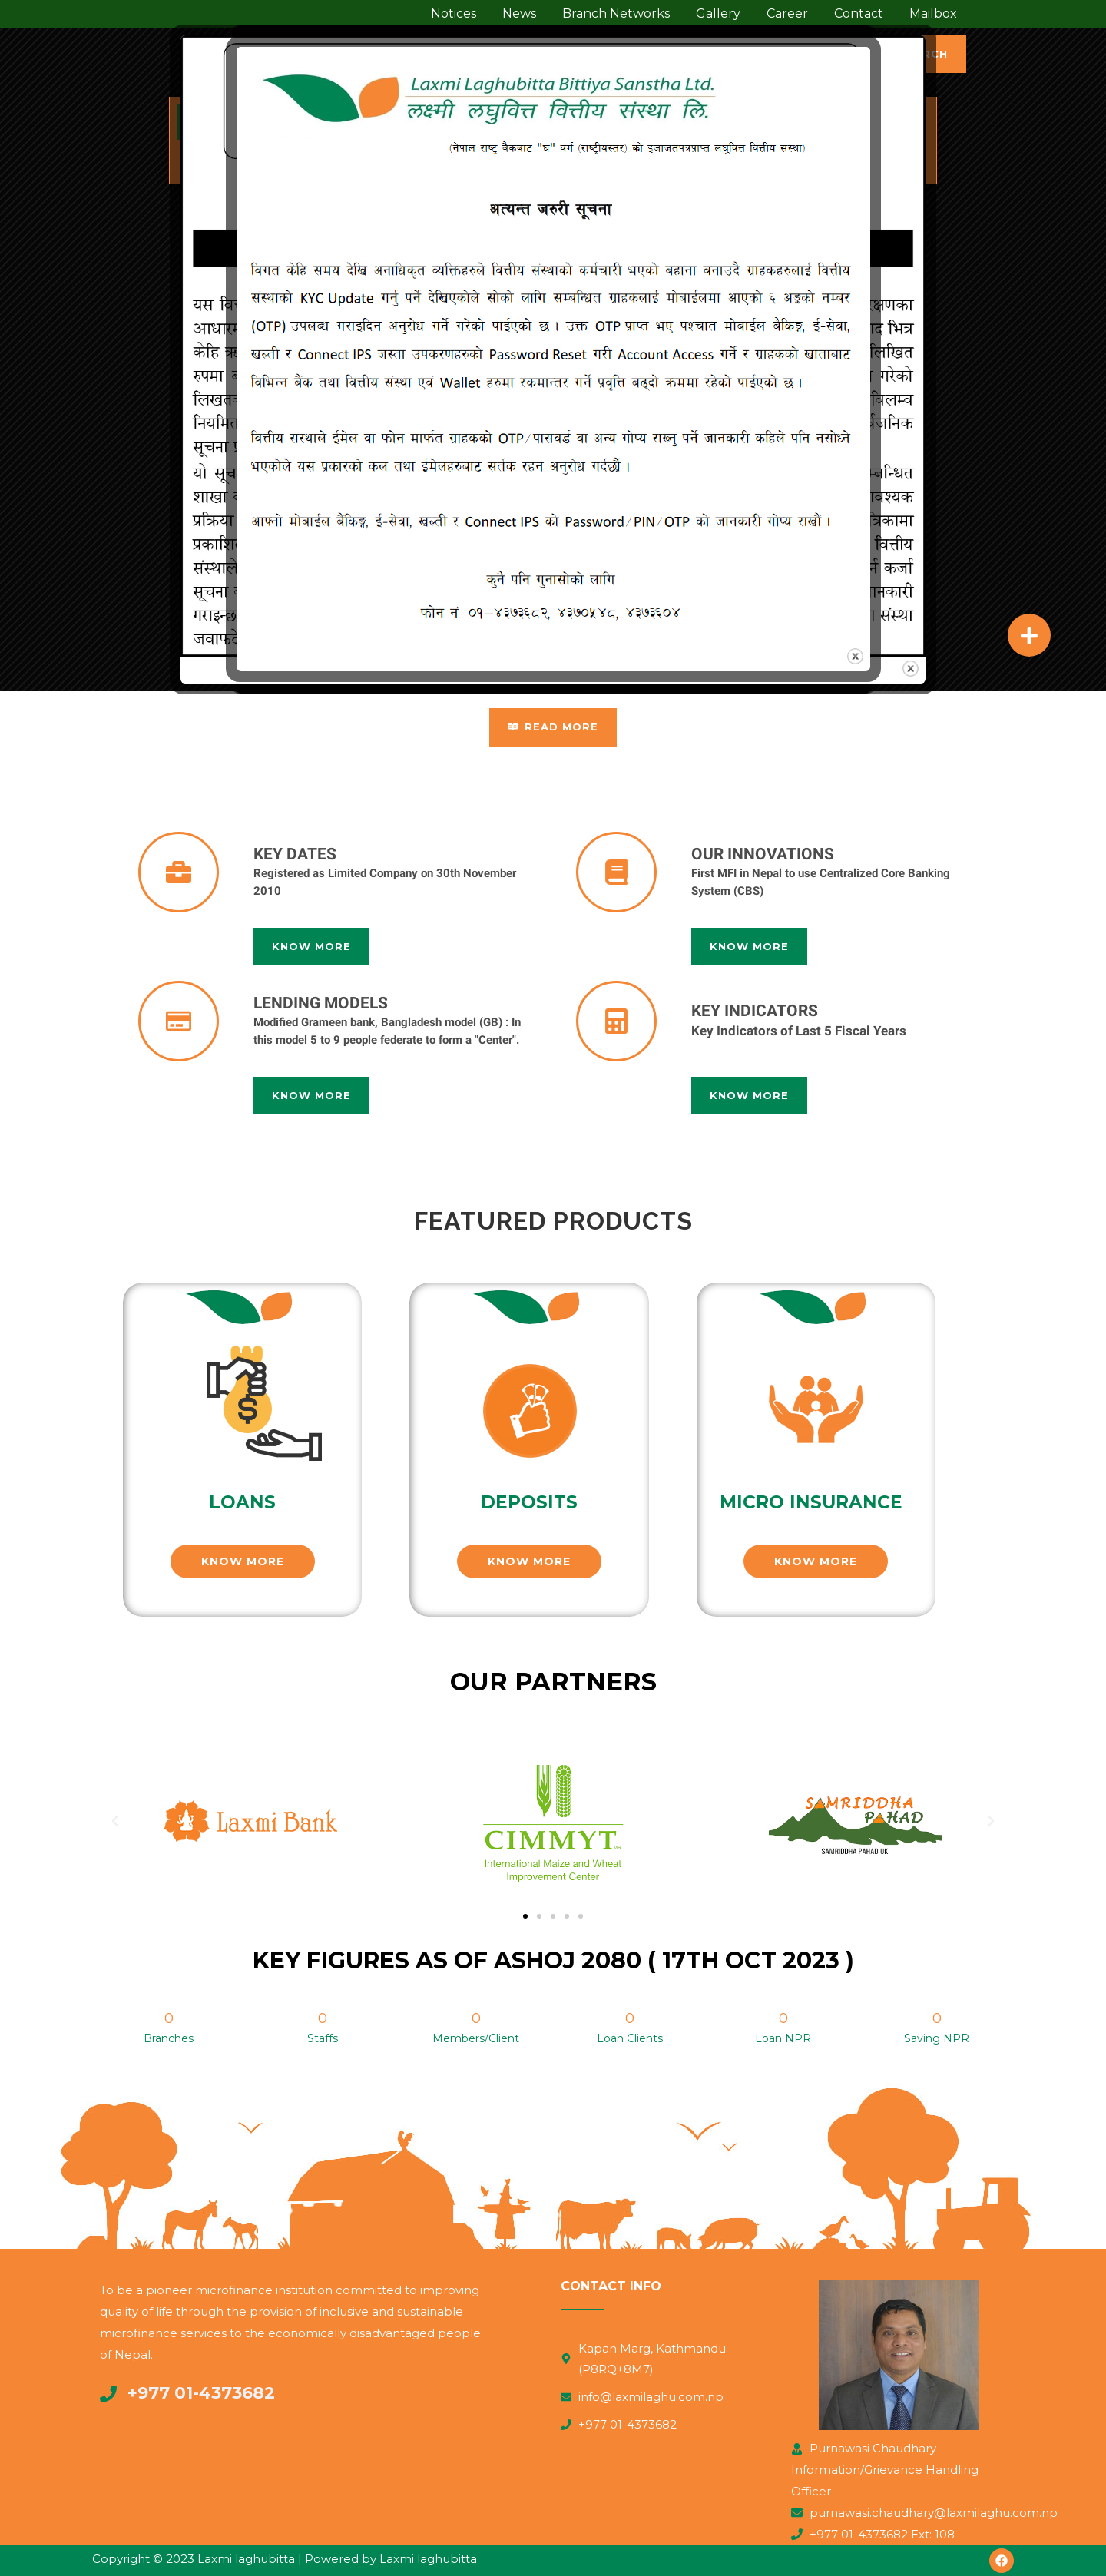 Notices News Branch Networks Gallery Career Contact Mailbox
RCH
Laxmi Laghubitta Bittiya Sanstha Ltd.
लक्ष्मी लघुवित्त वित्तीय संस्था लि.
(नेपाल राष्ट्र बैंकबाट "घ" वर्ग (राष्ट्रीयस्तर) को इजाजतपत्रप्राप्त लघुवित्त वित्तीय संस्था)
अत्यन्त जरुरी सूचना
विगत केहि समय देखि अनाधिकृत व्यक्तिहरुले वित्तीय संस्थाको कर्मचारी भएको बहाना बनाउदै ग्राहकहरुलाई वित्तीय
संस्थाको KYC Update गर्नु पर्ने देखिएकोले सोको लागि सम्बन्धित ग्राहकलाई मोबाईलमा आएको ६ अङ्कको नम्बर
(OTP) उपलब्ध गराइदिन अनुरोध गर्ने गरेको पाईएको छ । उक्त OTP प्राप्त भए पश्चात मोबाईल बैंकिङ्ग, ई-सेवा,
खल्ती र Connect IPS जस्ता उपकरणहरुको Password Reset गरी Account Access गर्ने र ग्राहकको खाताबाट
विभिन्न बैंक तथा वित्तीय संस्था एवं Wallet हरुमा रकमान्तर गर्ने प्रवृत्ति बढ्दो क्रममा रहेको पाईएको छ ।
वित्तीय संस्थाले ईमेल वा फोन मार्फत ग्राहकको OTP/पासवर्ड वा अन्य गोप्य राख्नु पर्ने जानकारी कहिले पनि नसोध्ने
भएकोले यस प्रकारको कल तथा ईमेलहरुबाट सर्तक रहन अनुरोध गर्दछौं ।
आफ्नो मोबाईल बैंकिङ्ग, ई-सेवा, खल्ती र Connect IPS को Password/PIN/OTP को जानकारी गोप्य राखौं ।
कुनै पनि गुनासोको लागि
फोन नं. ०१–४३७३६८२, ४३७०५४८, ४३७३६०४
READ MORE
KEY DATES
Registered as Limited Company on 30th November
2010
KNOW MORE
OUR INNOVATIONS
First MFI in Nepal to use Centralized Core Banking
System (CBS)
KNOW MORE
LENDING MODELS
Modified Grameen bank, Bangladesh model (GB) : In
this model 5 to 9 people federate to form a "Center".
KNOW MORE
KEY INDICATORS
Key Indicators of Last 5 Fiscal Years
KNOW MORE
FEATURED PRODUCTS
LOANS
KNOW MORE
DEPOSITS
KNOW MORE
MICRO INSURANCE
KNOW MORE
OUR PARTNERS
Laxmi Bank
CIMMYT
International Maize and Wheat
Improvement Center
SAMRIDDHA
PAHAD
SAMRIDDHA PAHAD UK
KEY FIGURES AS OF ASHOJ 2080 ( 17TH OCT 2023 )
0 0 0 0 0 0
Branches Staffs Members/Client Loan Clients Loan NPR Saving NPR
To be a pioneer microfinance institution committed to improving
quality of life through the provision of inclusive and sustainable
microfinance services to the economically disadvantaged people
of Nepal.
+977 01-4373682
CONTACT INFO
Kapan Marg, Kathmandu
(P8RQ+8M7)
info@laxmilaghu.com.np
+977 01-4373682
Purnawasi Chaudhary
Information/Grievance Handling
Officer
purnawasi.chaudhary@laxmilaghu.com.np
+977 01-4373682 Ext: 108
Copyright © 2023 Laxmi laghubitta | Powered by Laxmi laghubitta